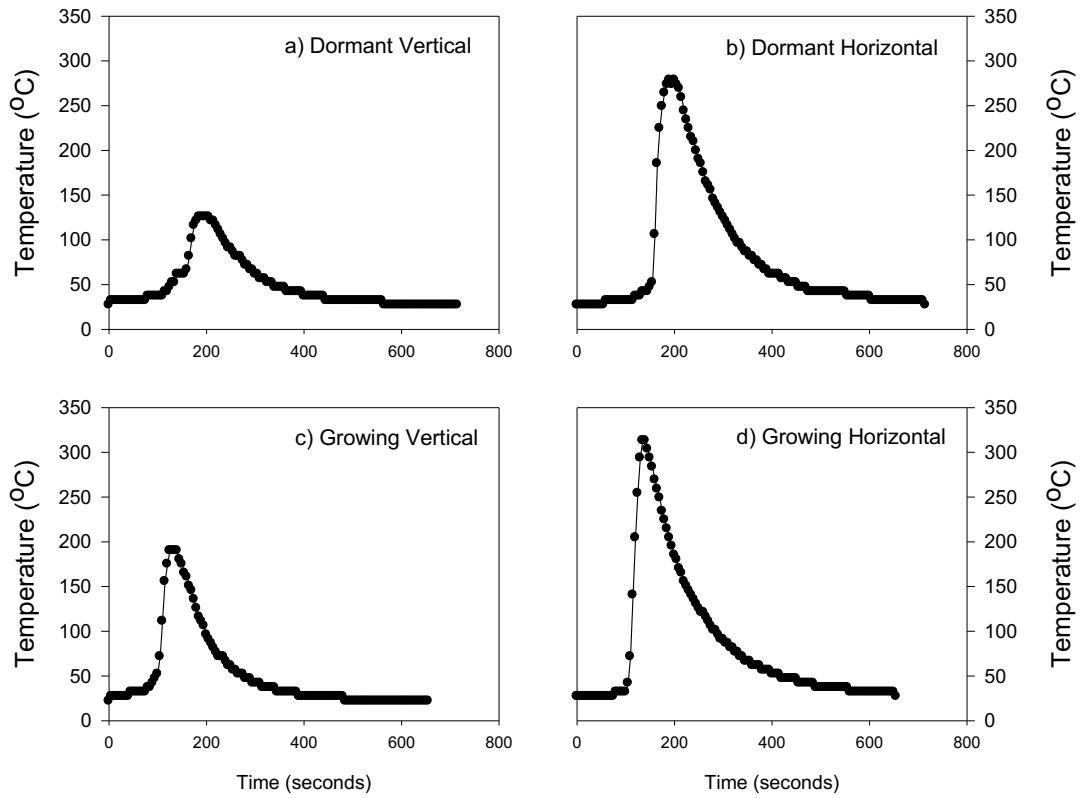 350
300
250
200
150
100
50
0
Temperature (ºC)
a) Dormant Vertical
0 200 400 600 800
b) Dormant Horizontal
0 200 400 600 800
350
300
250
200
150
100
50
0
Temperature (ºC)
350
300
250
200
150
100
50
0
Temperature (ºC)
c) Growing Vertical
0 200 400 600 800
Time (seconds)
d) Growing Horizontal
0 200 400 600 800
Time (seconds)
350
300
250
200
150
100
50
0
Temperature (ºC)